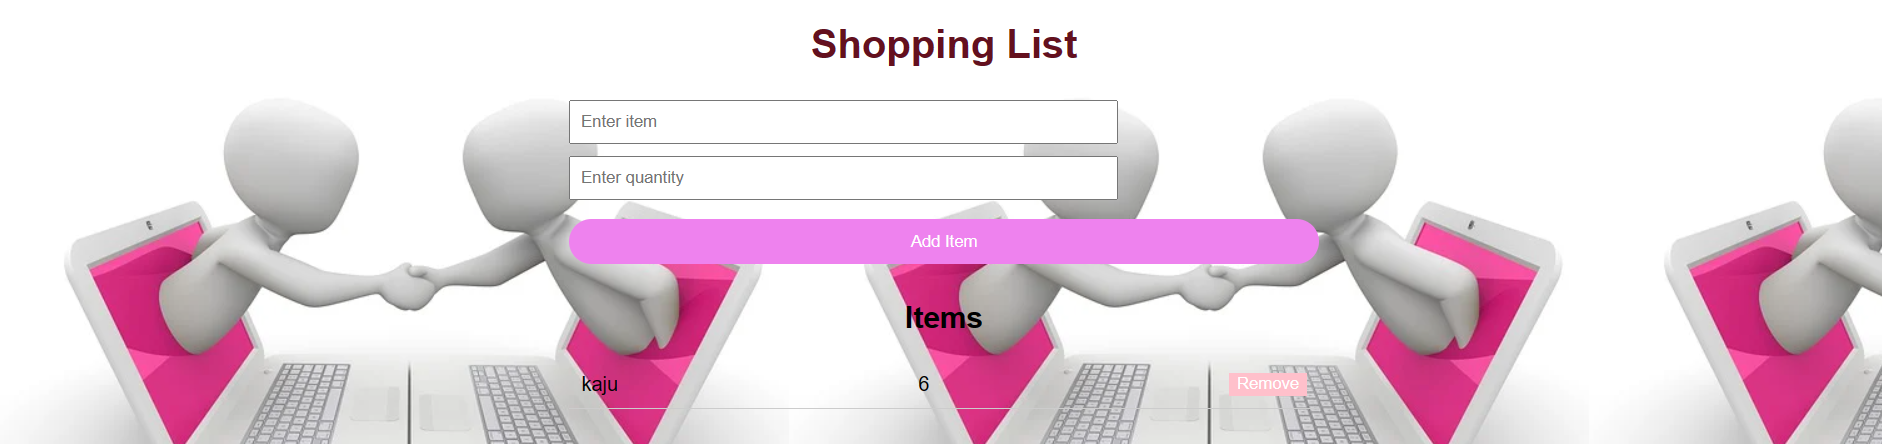 Shopping List
Enter item
Enter quantity
Add Item
Items
kaju 6 Remove